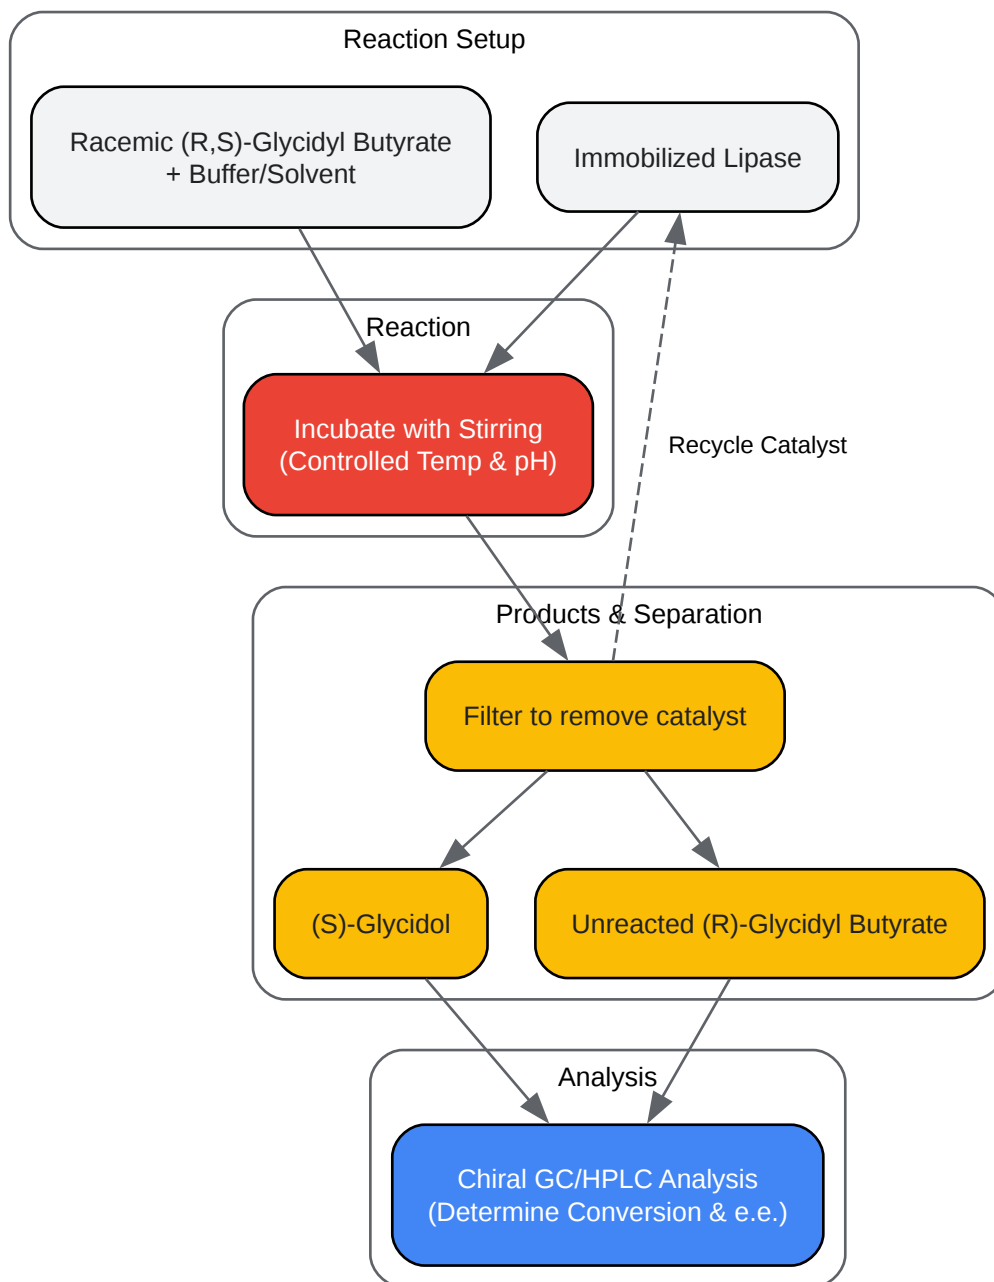 Reaction Setup
Racemic (R,S)-Glycidyl Butyrate
+ Buffer/Solvent
Immobilized Lipase
Reaction
Incubate with Stirring
(Controlled Temp & pH)
Recycle Catalyst
Products & Separation
Filter to remove catalyst
(S)-Glycidol
Unreacted (R)-Glycidyl Butyrate
Analysis
Chiral GC/HPLC Analysis
(Determine Conversion & e.e.)